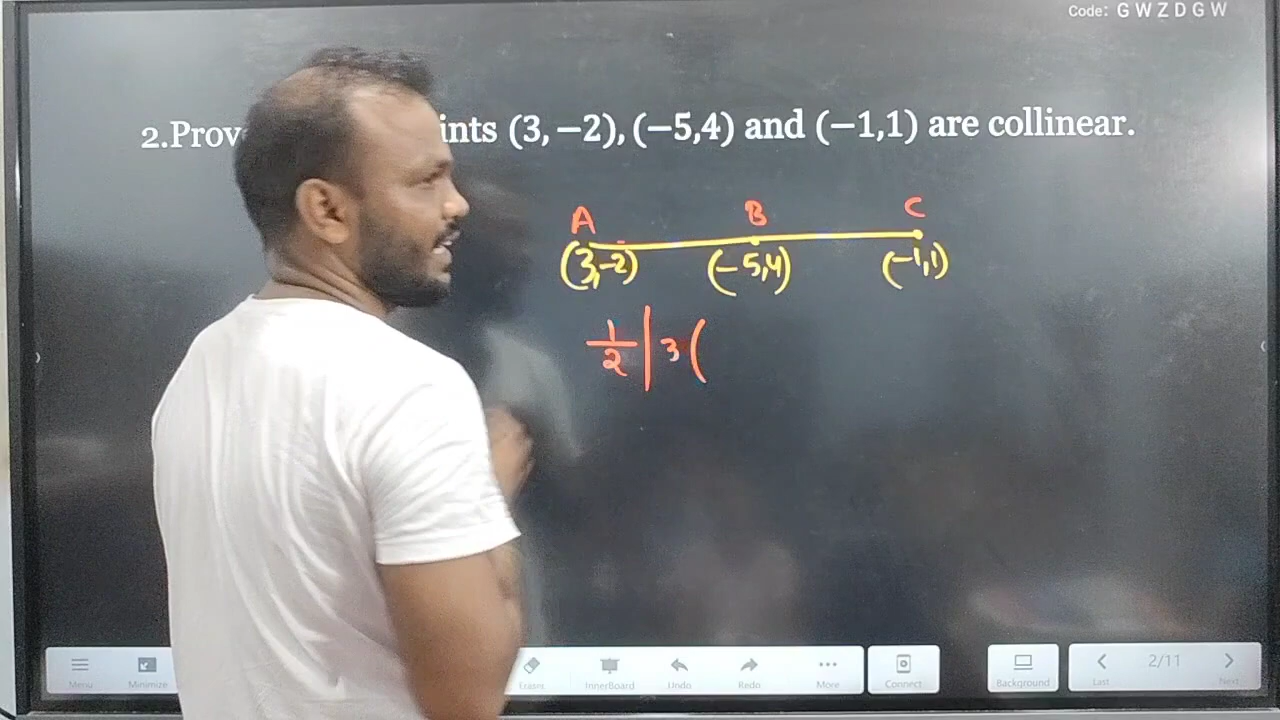 Code: G W Z D G W
2.Prov ints (3, −2), (−5,4) and (−1,1) are collinear.
A B C
(3,-2) (-5,4) (-1,1)
1/2 | 3 (
Menu Minimize Eraser InnerBoard Undo Redo More Connect Background Last 2/11 Next